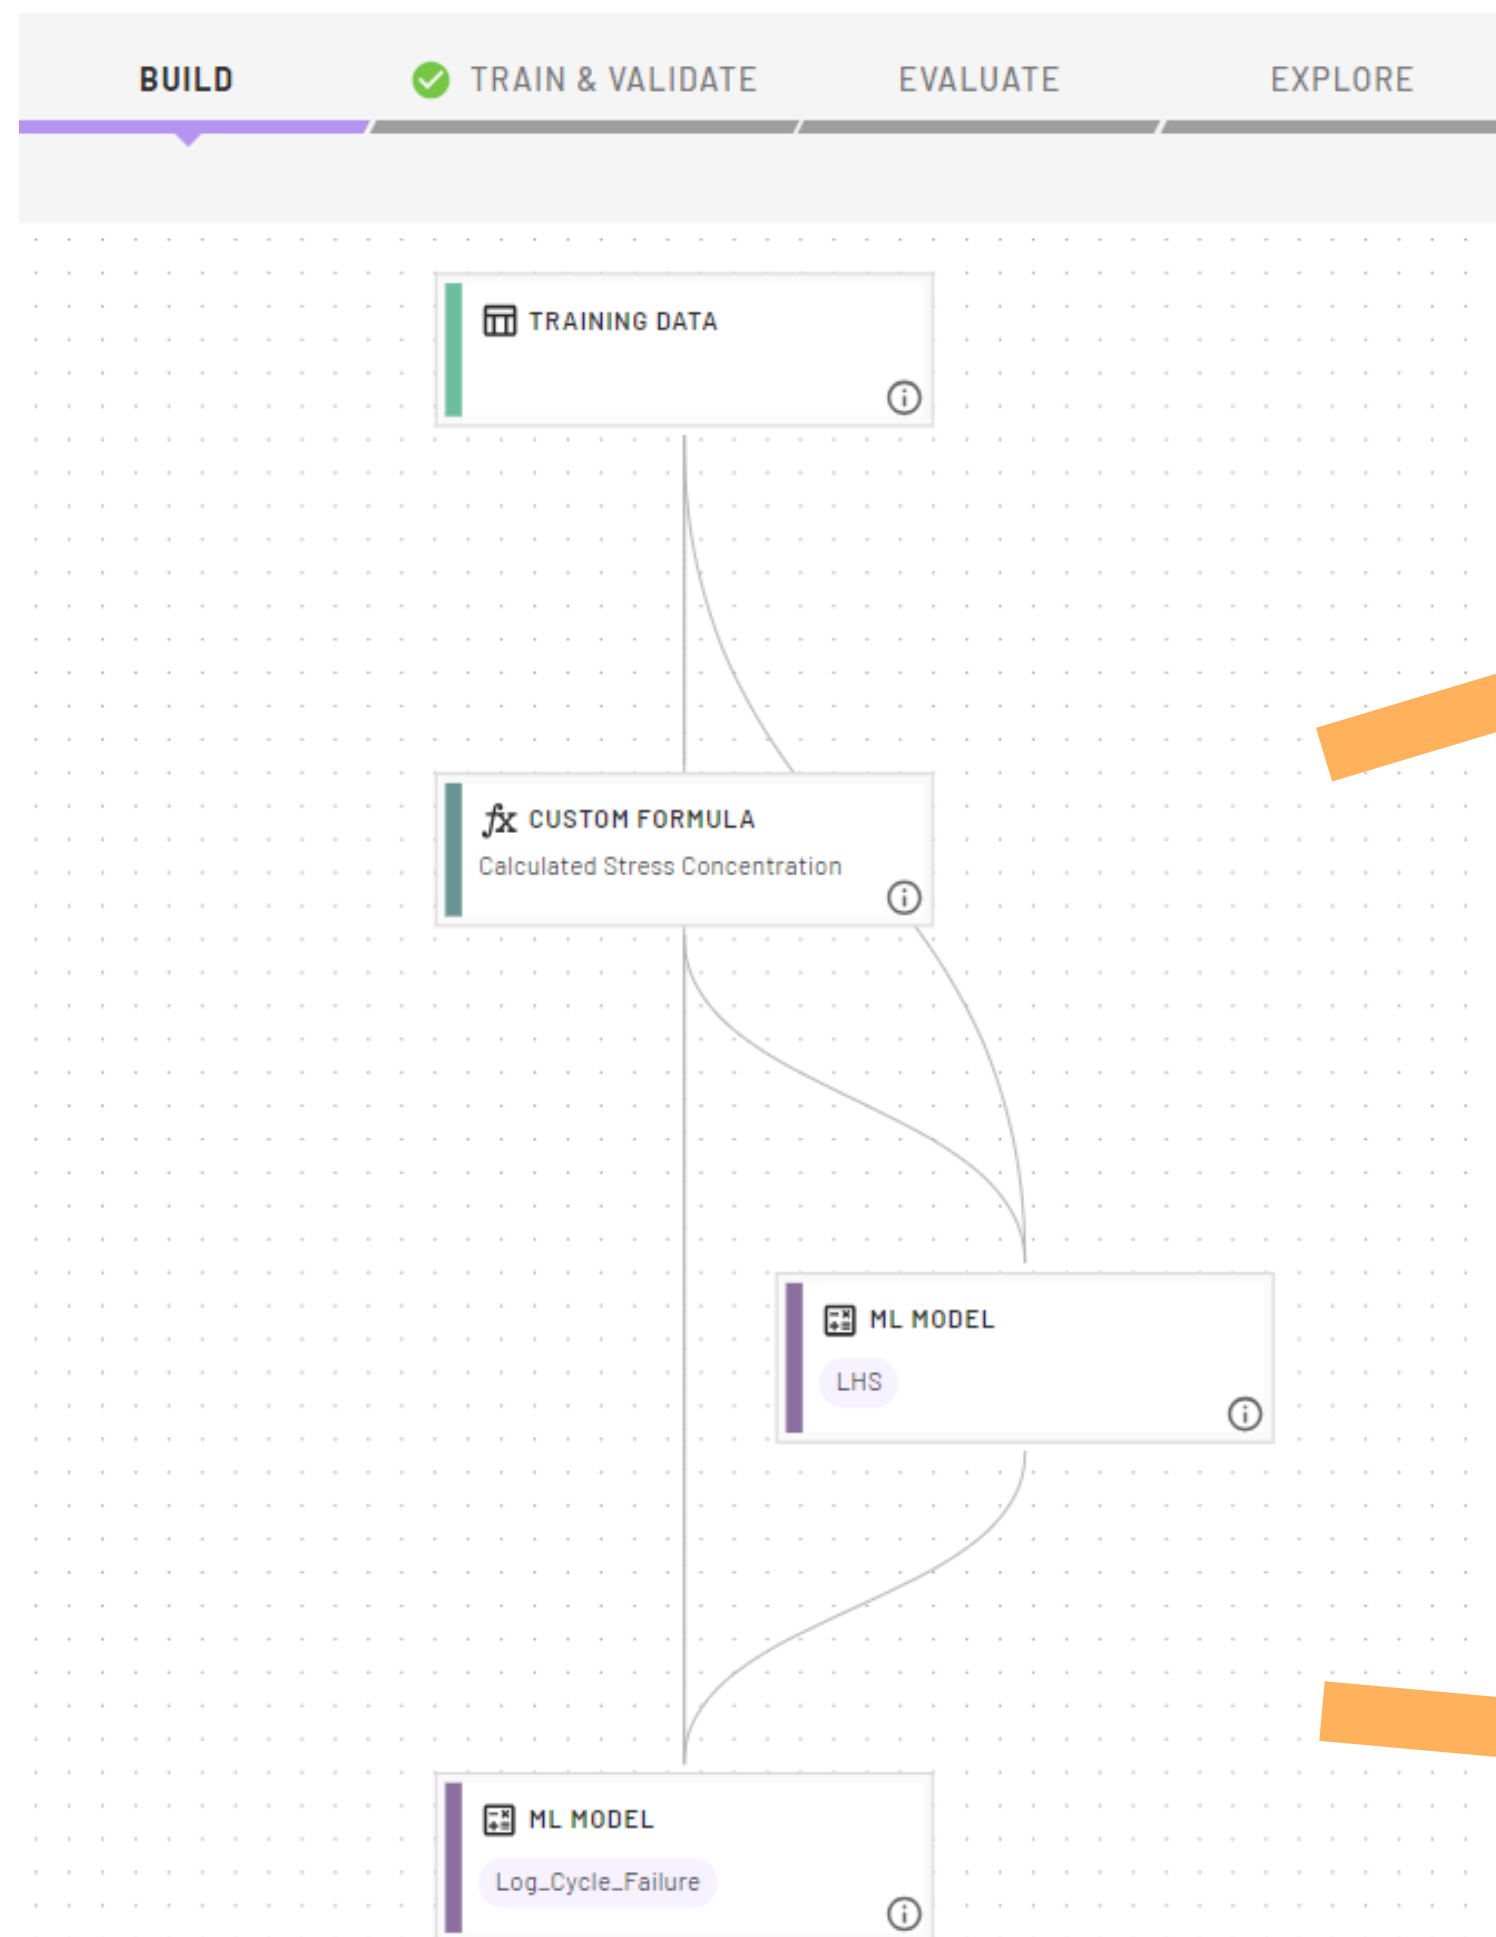 BUILD TRAIN & VALIDATE EVALUATE EXPLORE
TRAINING DATA
CUSTOM FORMULA
Calculated Stress Concentration
ML MODEL
LHS
ML MODEL
Log_Cycle_Failure